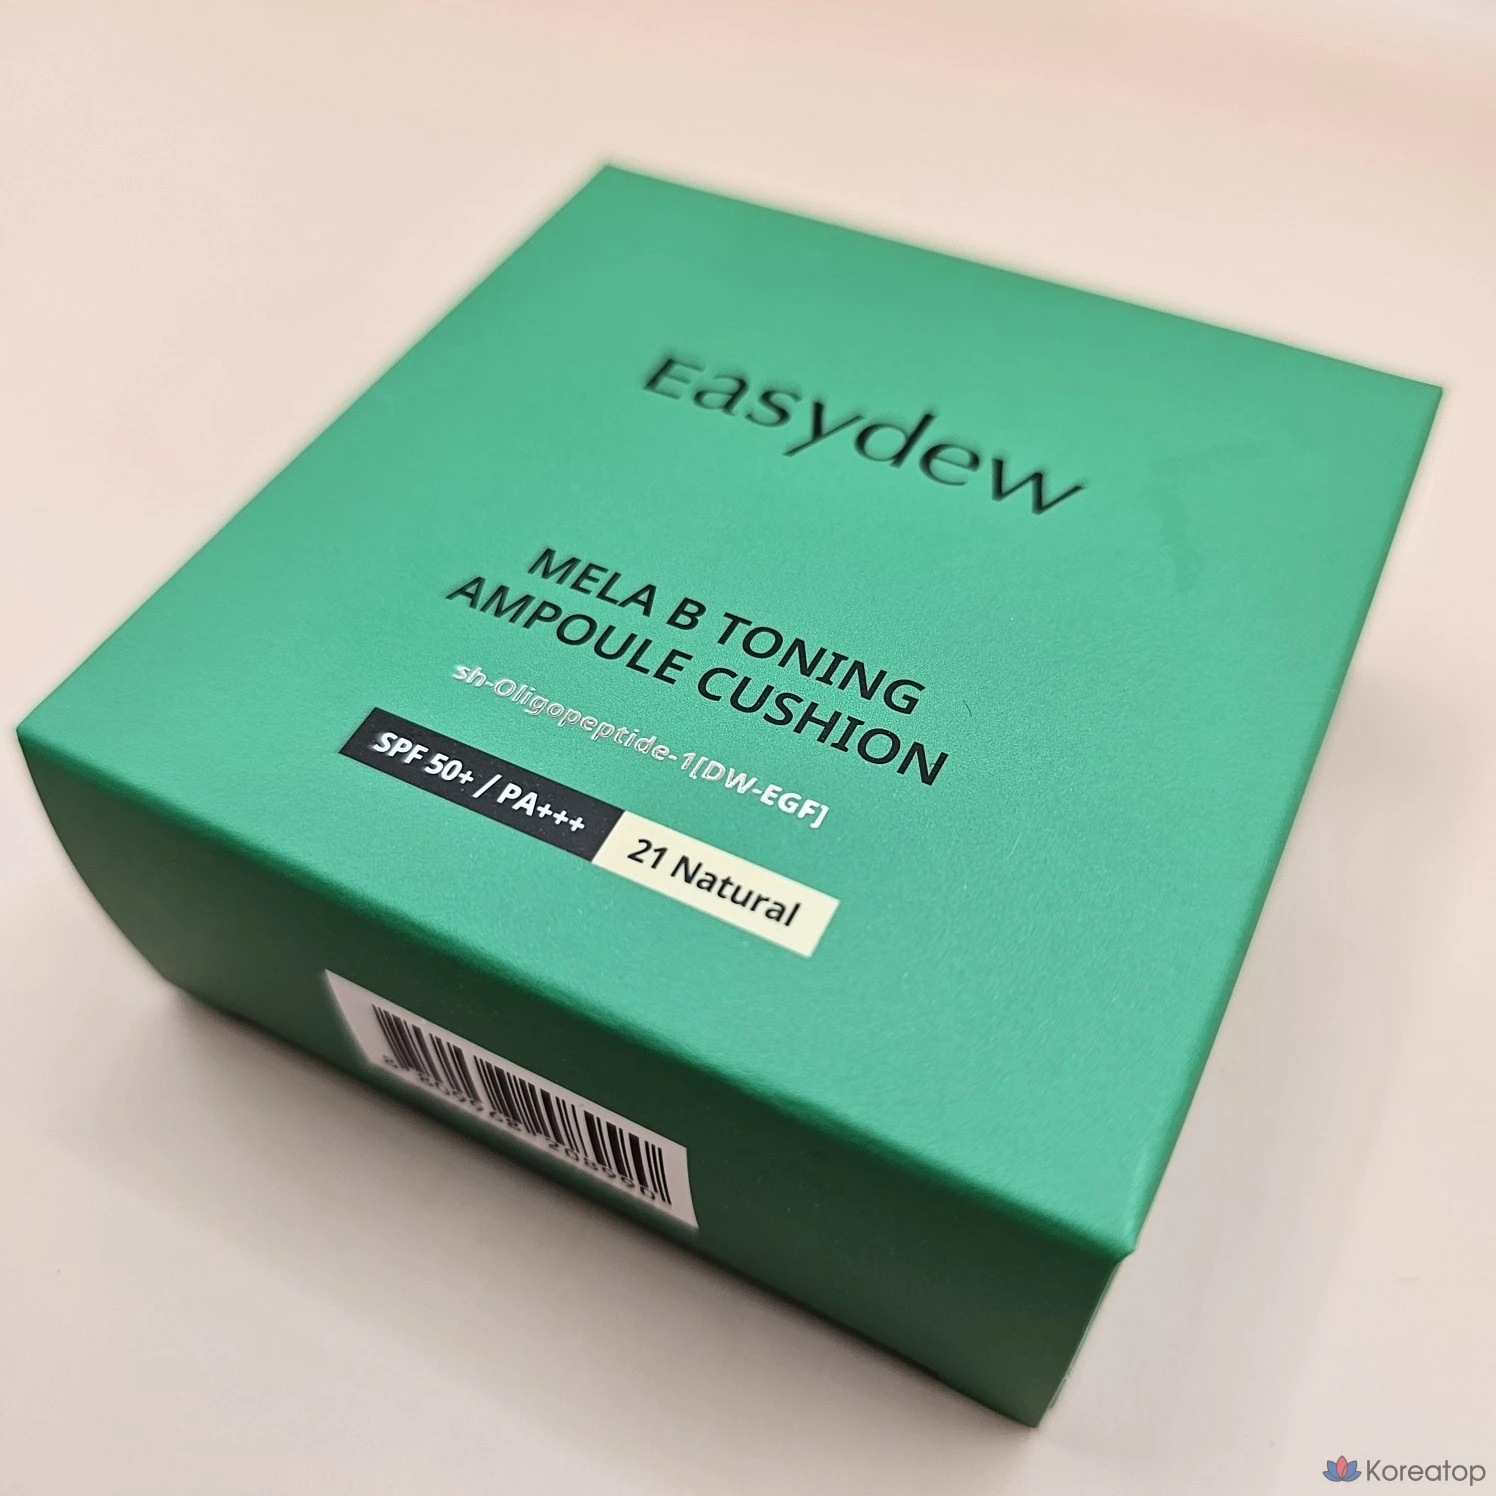 Easydew
MELA B TONING
AMPOULE CUSHION
sh-Oligopeptide-1[DW-EGF]
SPF 50+ / PA+++
21 Natural
Koreatop